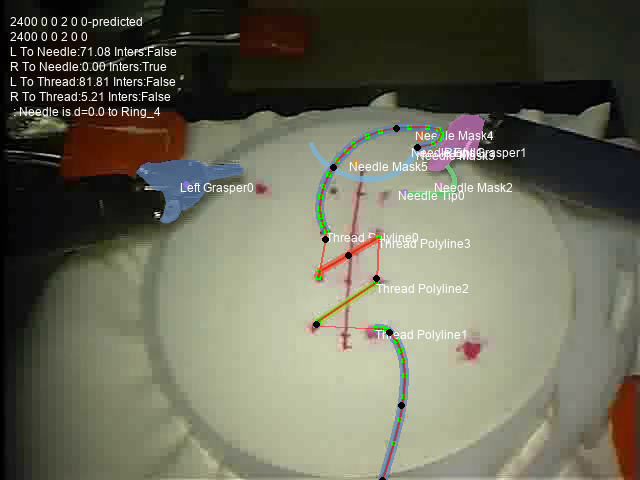 2400 0 0 2 0 0-predicted
2400 0 0 2 0 0
L To Needle:71.08 Inters:False
R To Needle:0.00 Inters:True
L To Thread:81.81 Inters:False
R To Thread:5.21 Inters:False
: Needle is d=0.0 to Ring_4
Needle Mask4
Needle Mask5
Left Grasper0
Needle Mask2
Needle Tip0
Thread Polyline0
Thread Polyline3
Thread Polyline2
Thread Polyline1